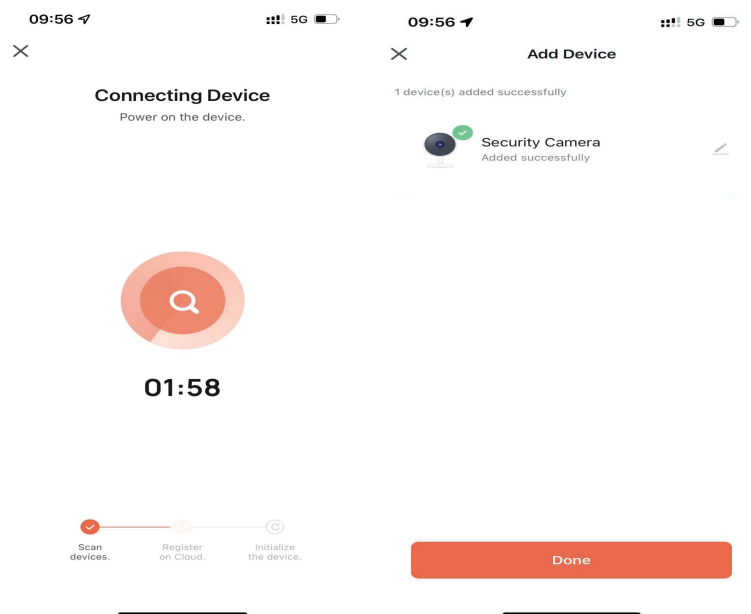 09:56
5G
Connecting Device
Power on the device.
01:58
Scan
devices.
Register
on Cloud.
Initialize
the device.
09:56
5G
Add Device
1 device(s) added successfully
Security Camera
Added successfully
Done